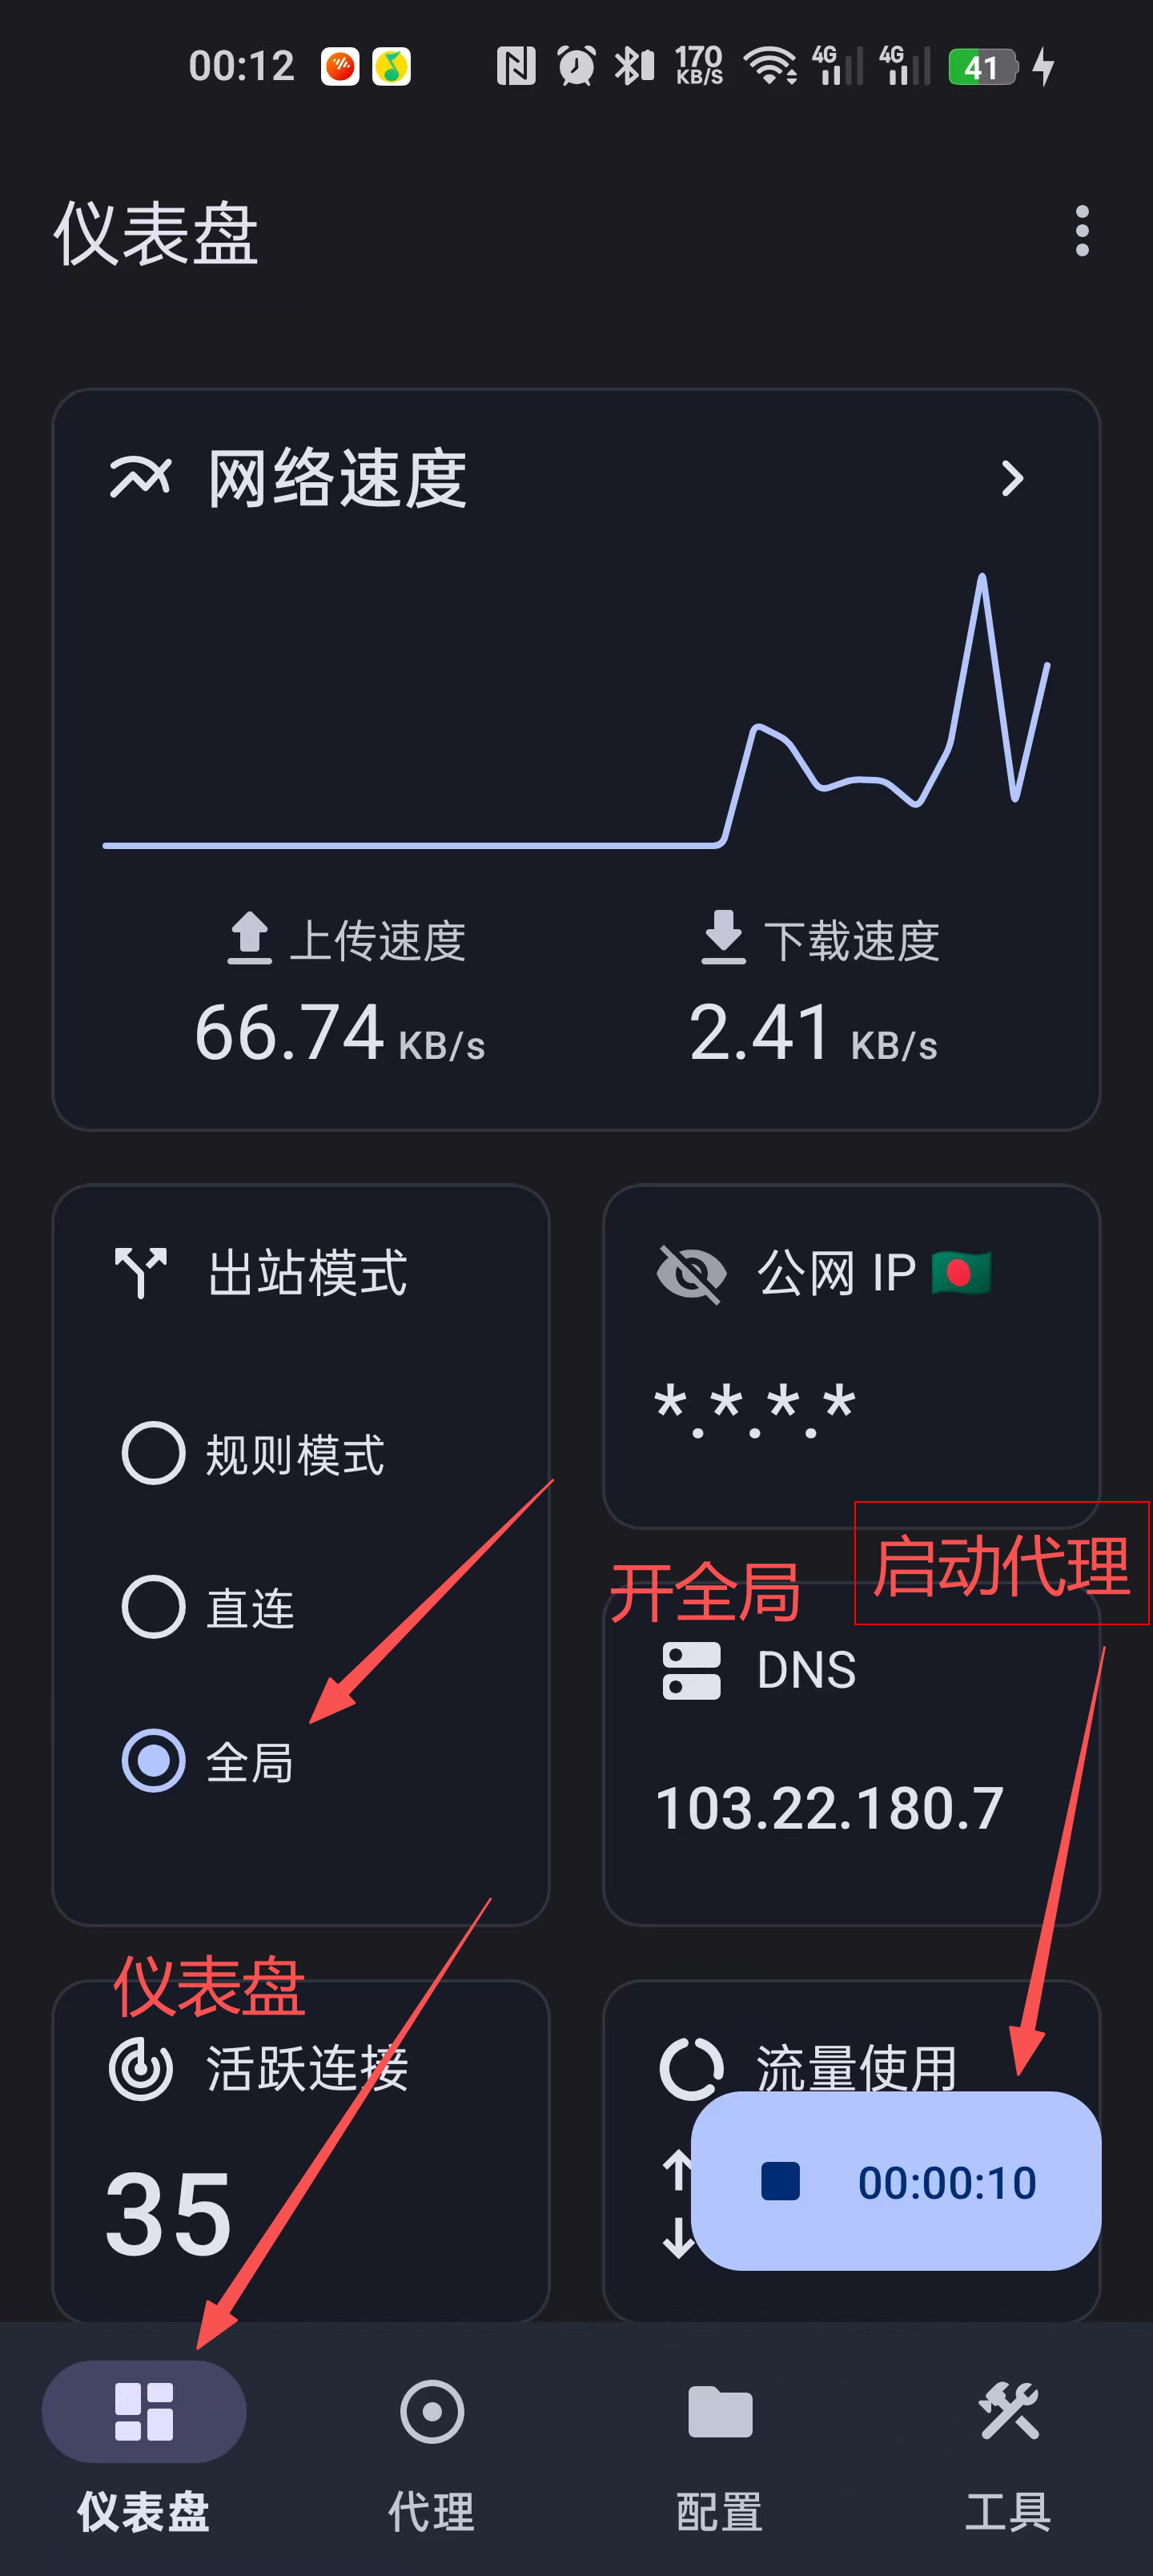 00:12 170 KB/S 4G 4G 41
仪表盘
网络速度
上传速度 下载速度
66.74 KB/s 2.41 KB/s
出站模式
规则模式
直连
全局
公网 IP
*.*.*.*
开全局
启动代理
DNS
103.22.180.7
仪表盘
活跃连接
35
流量使用
00:00:10
仪表盘 代理 配置 工具